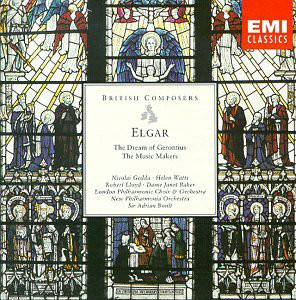 EMI
CLASSICS
BRITISH COMPOSERS
ELGAR
The Dream of Gerontius
The Music Makers
Nicolai Gedda · Helen Watts
Robert Lloyd · Dame Janet Baker
London Philharmonic Choir & Orchestra
New Philharmonia Orchestra
Sir Adrian Boult